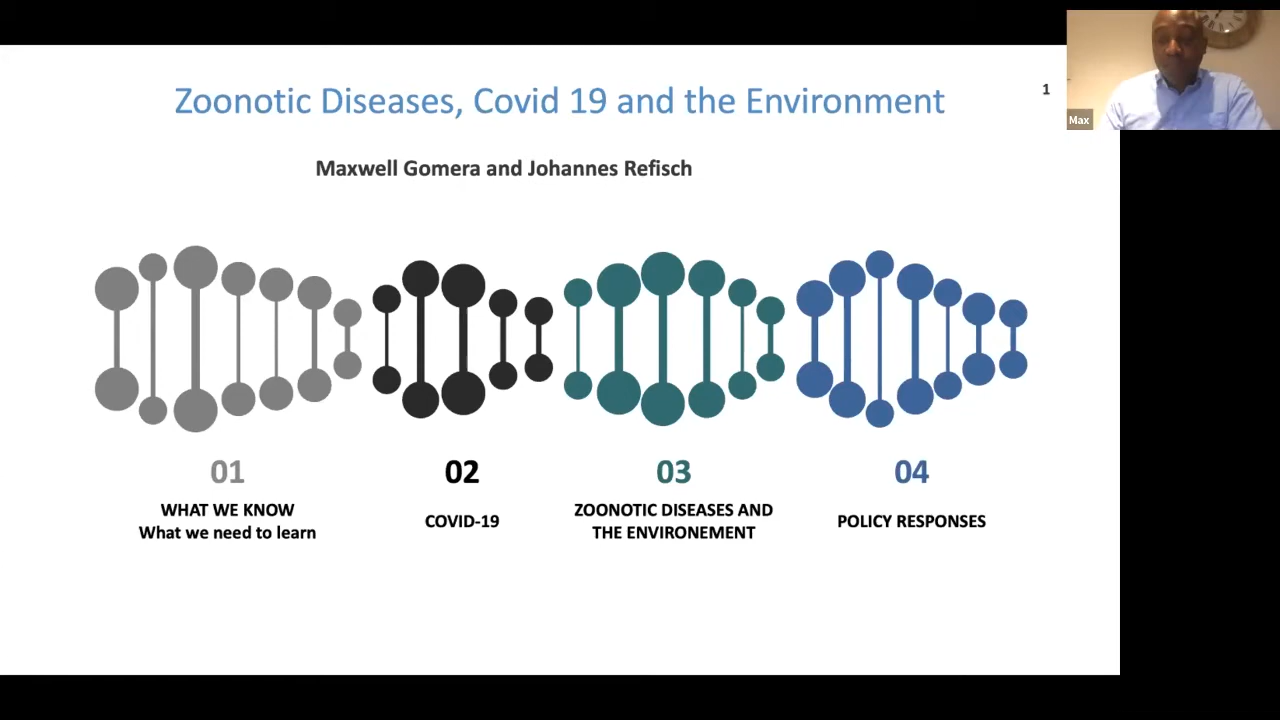 Zoonotic Diseases, Covid 19 and the Environment
1
Max
Maxwell Gomera and Johannes Refisch
01
WHAT WE KNOW
What we need to learn
02
COVID-19
03
ZOONOTIC DISEASES AND
THE ENVIRONEMENT
04
POLICY RESPONSES